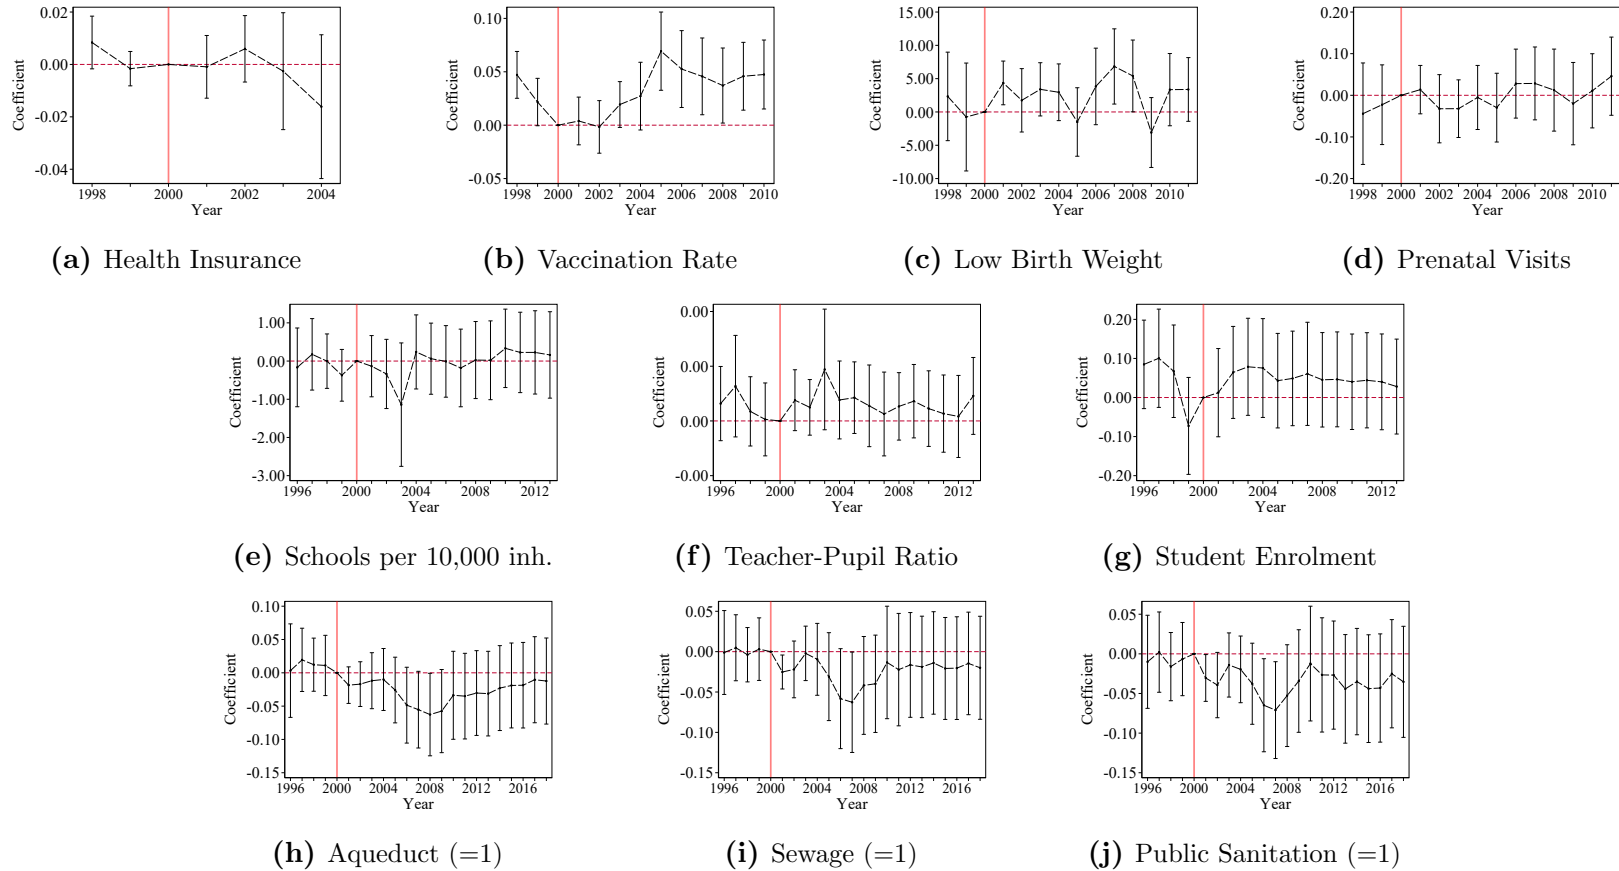 0.02
0.00
-0.02
-0.04
Coefficient
1998
2000
2002
2004
Year
(a) Health Insurance
0.10
0.05
0.00
-0.05
Coefficient
1998 2000 2002 2004 2006 2008 2010
Year
(b) Vaccination Rate
15.00
10.00
5.00
0.00
-5.00
-10.00
Coefficient
1998 2000 2002 2004 2006 2008 2010
Year
(c) Low Birth Weight
0.20
0.10
0.00
-0.10
-0.20
Coefficient
1998 2000 2002 2004 2006 2008 2010
Year
(d) Prenatal Visits
1.00
0.00
-1.00
-2.00
-3.00
Coefficient
1996 2000 2004 2008 2012
Year
(e) Schools per 10,000 inh.
0.00
0.00
0.00
-0.00
Coefficient
1996 2000 2004 2008 2012
Year
(f) Teacher-Pupil Ratio
0.20
0.10
0.00
-0.10
-0.20
Coefficient
1996 2000 2004 2008 2012
Year
(g) Student Enrolment
0.10
0.05
0.00
-0.05
-0.10
-0.15
Coefficient
1996 2000 2004 2008 2012 2016
Year
(h) Aqueduct (=1)
0.05
0.00
-0.05
-0.10
-0.15
Coefficient
1996 2000 2004 2008 2012 2016
Year
(i) Sewage (=1)
0.05
0.00
-0.05
-0.10
-0.15
Coefficient
1996 2000 2004 2008 2012 2016
Year
(j) Public Sanitation (=1)